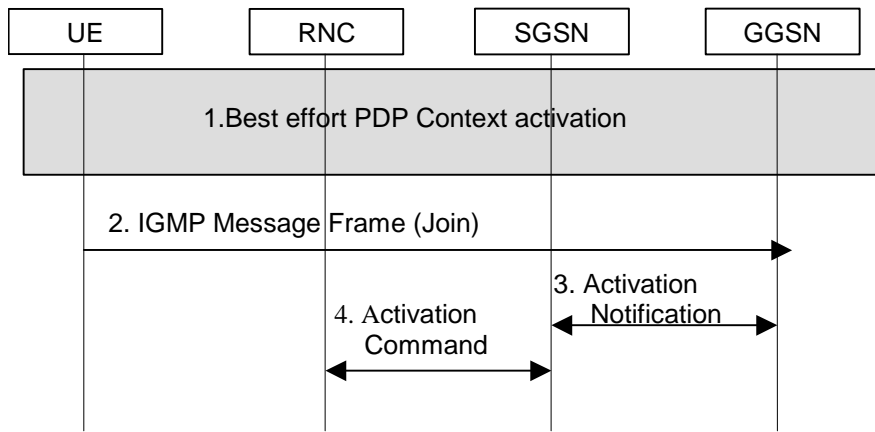 UE
RNC
SGSN
GGSN
1.Best effort PDP Context activation
2. IGMP Message Frame (Join)
3. Activation
Notification
4. Activation
Command